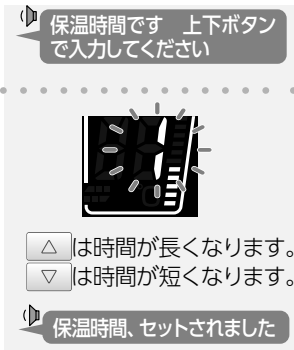 保温時間です　上下ボタン
で入力してください
1
△は時間が長くなります。
▽は時間が短くなります。
保温時間、セットされました